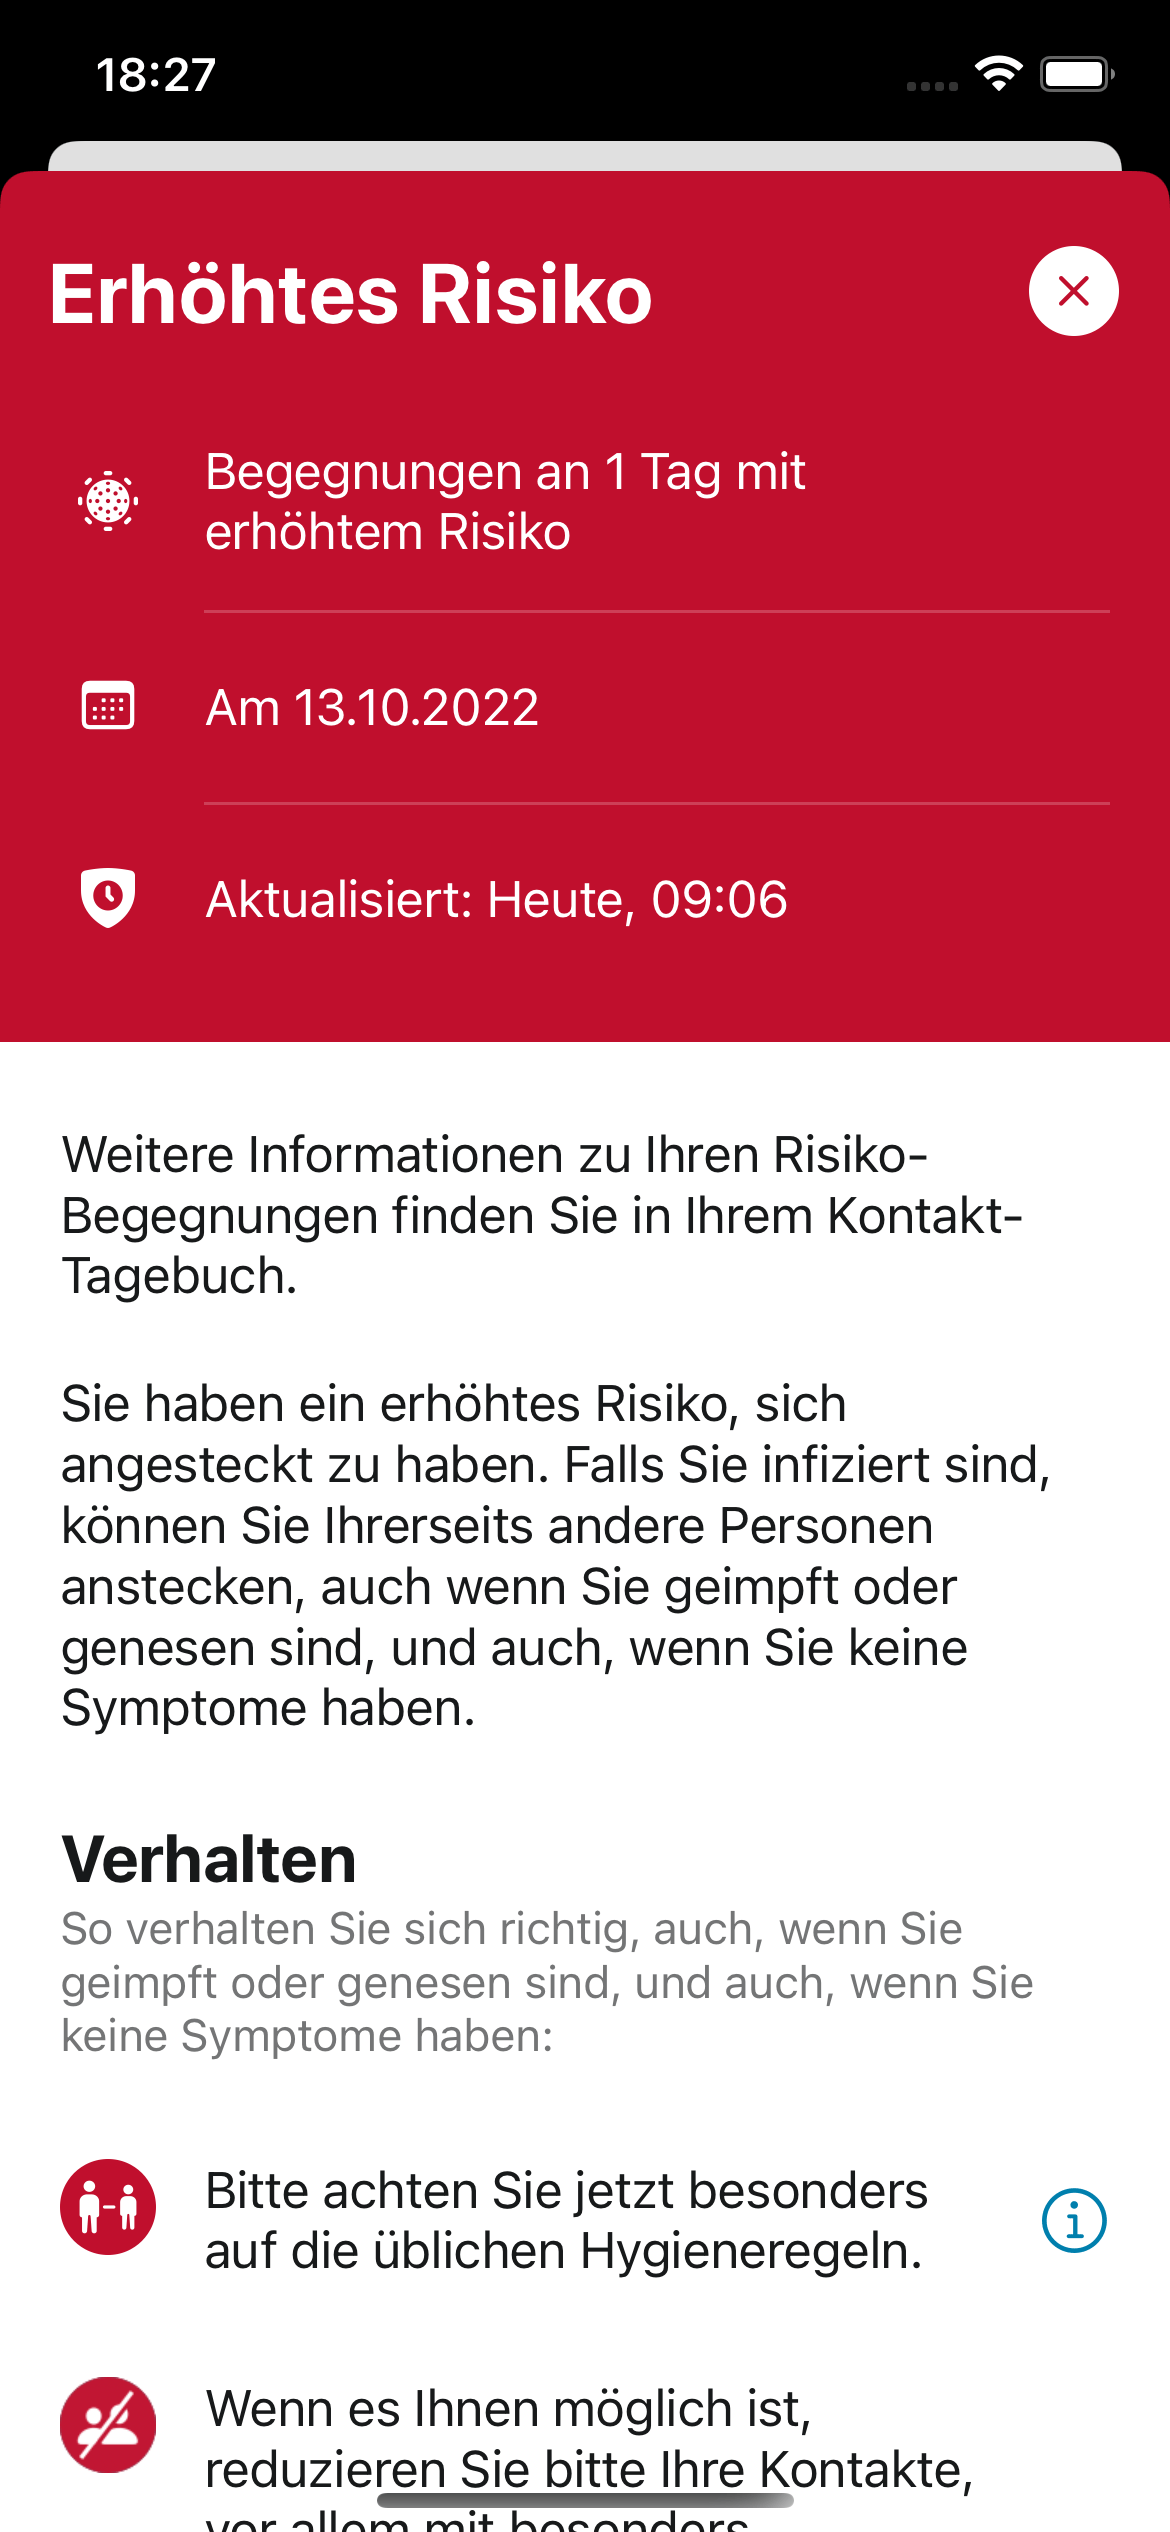 18:27
Erhöhtes Risiko
Begegnungen an 1 Tag mit
erhöhtem Risiko
Am 13.10.2022
Aktualisiert: Heute, 09:06
Weitere Informationen zu Ihren Risiko-
Begegnungen finden Sie in Ihrem Kontakt-
Tagebuch.
Sie haben ein erhöhtes Risiko, sich
angesteckt zu haben. Falls Sie infiziert sind,
können Sie Ihrerseits andere Personen
anstecken, auch wenn Sie geimpft oder
genesen sind, und auch, wenn Sie keine
Symptome haben.
Verhalten
So verhalten Sie sich richtig, auch, wenn Sie
geimpft oder genesen sind, und auch, wenn Sie
keine Symptome haben:
Bitte achten Sie jetzt besonders
auf die üblichen Hygieneregeln.
Wenn es Ihnen möglich ist,
reduzieren Sie bitte Ihre Kontakte,
vor allem mit besonders